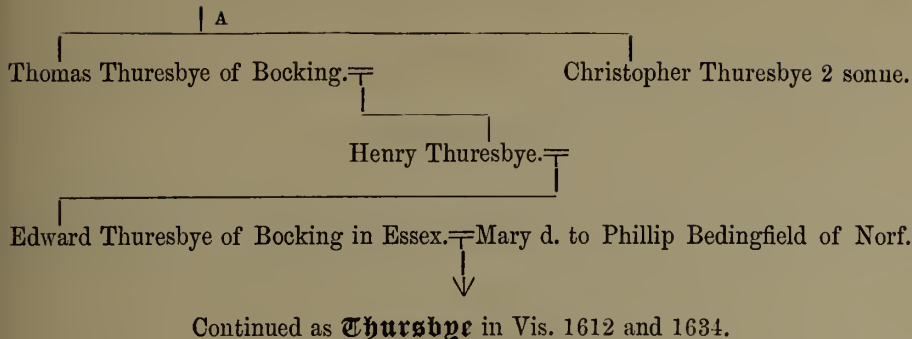 A
Thomas Thuresbye of Bocking. Christopher Thuresbye 2 sonne.
Henry Thuresbye.
Edward Thuresbye of Bocking in Essex. Mary d. to Phillip Bedingfield of Norf.
Continued as Thursbye in Vis. 1612 and 1634.